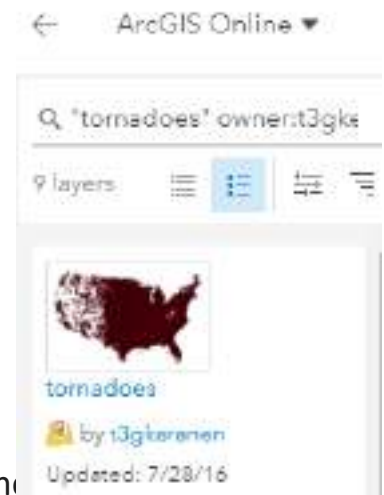 ArcGIS Online
"tornadoes" owner:t3gke
9 layers
tornadoes
by t3gkeranen
Updated: 7/28/16